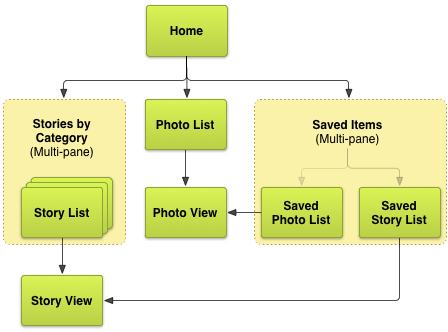 Home
Stories by
Category
(Multi-pane)
Story List
Photo List
Photo View
Saved Items
(Multi-pane)
Saved
Photo List
Saved
Story List
Story View